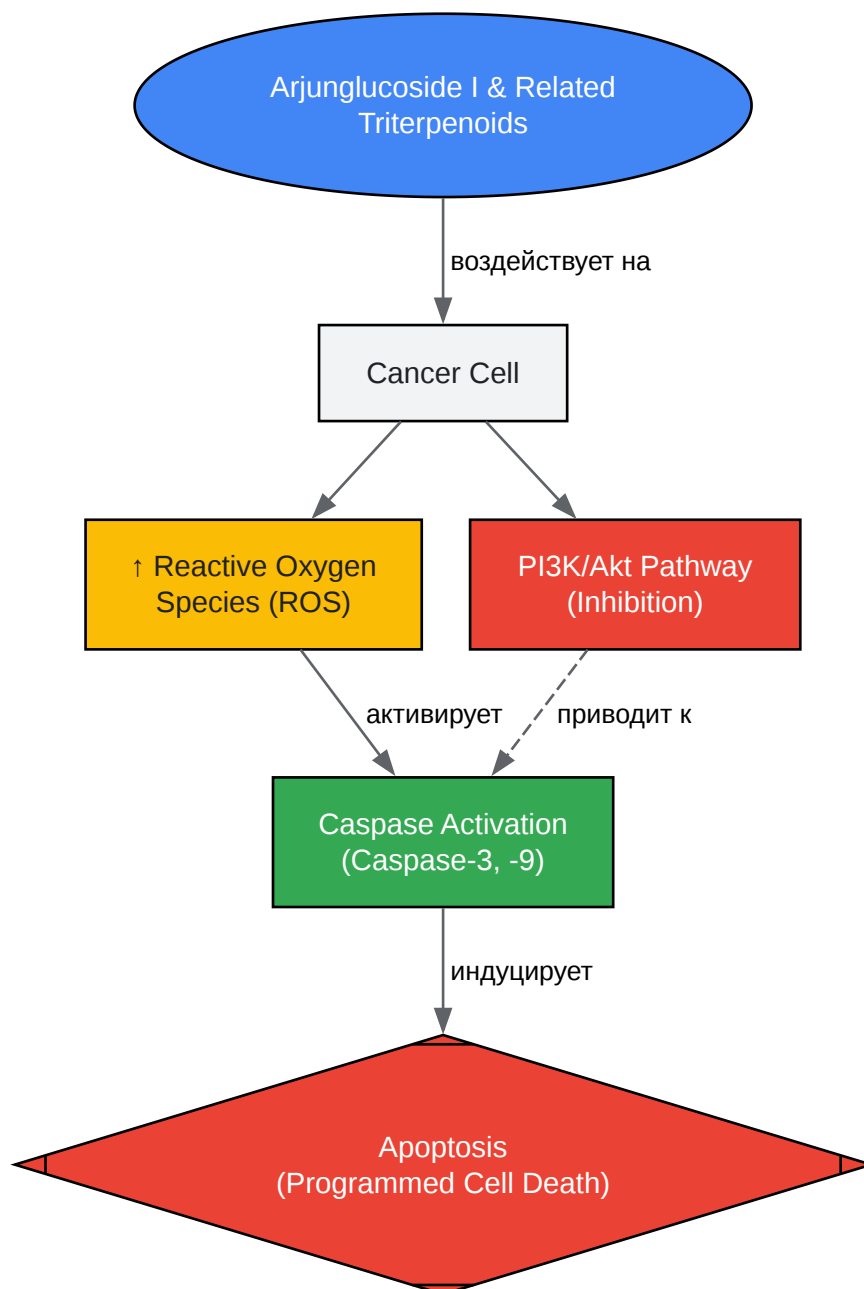 Arjunglucoside I & Related
Triterpenoids
воздействует на
Cancer Cell
↑ Reactive Oxygen
Species (ROS)
PI3K/Akt Pathway
(Inhibition)
активирует
приводит к
Caspase Activation
(Caspase-3, -9)
индуцирует
Apoptosis
(Programmed Cell Death)